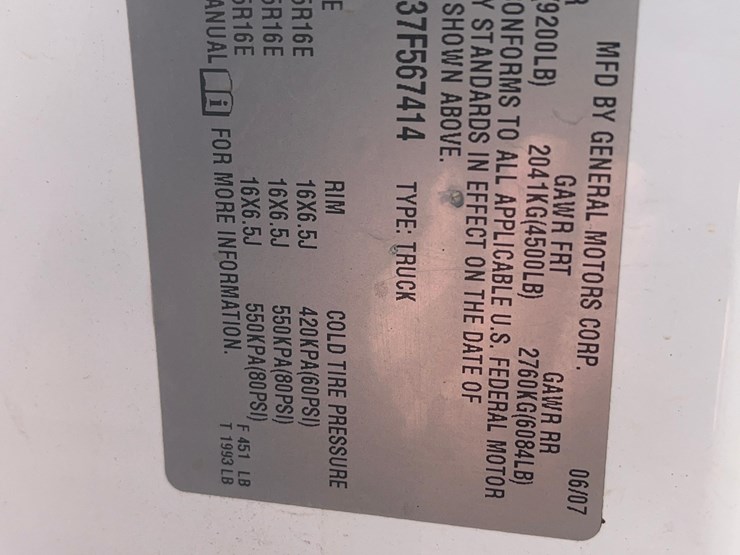 MFD BY GENERAL MOTORS CORP. 06/07
GAWR FRT GAWR RR
9200LB) 2041KG(4500LB) 2760KG(6084LB)
ONFORMS TO ALL APPLICABLE U.S. FEDERAL MOTOR
Y STANDARDS IN EFFECT ON THE DATE OF
SHOWN ABOVE.
37F567414 TYPE: TRUCK
E RIM COLD TIRE PRESSURE
5R16E 16X6.5J 420KPA(60PSI)
5R16E 16X6.5J 550KPA(80PSI)
5R16E 16X6.5J 550KPA(80PSI)
ANUAL FOR MORE INFORMATION.
F 451 LB
T 1993 LB